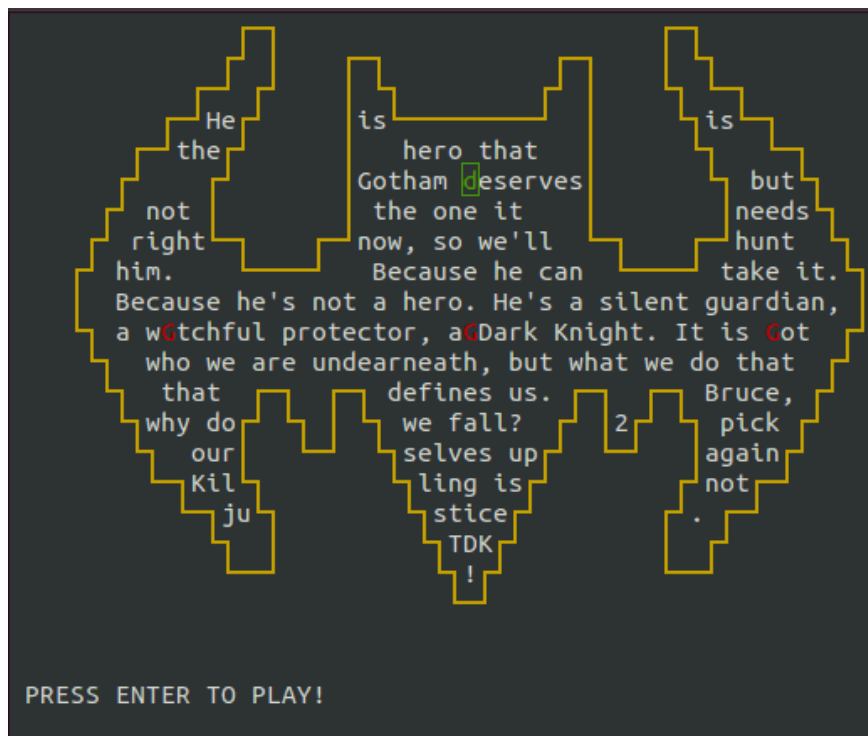 He is is
the hero that
Gotham deserves but
not the one it needs
right now, so we'll hunt
him. Because he can take it.
Because he's not a hero. He's a silent guardian,
a wGtchful protector, aGDark Knight. It is Got
who we are undearneath, but what we do that
that defines us. Bruce,
why do we fall? 2 pick
our selves up again
Kil ling is not
ju stice .
TDK
!
PRESS ENTER TO PLAY!